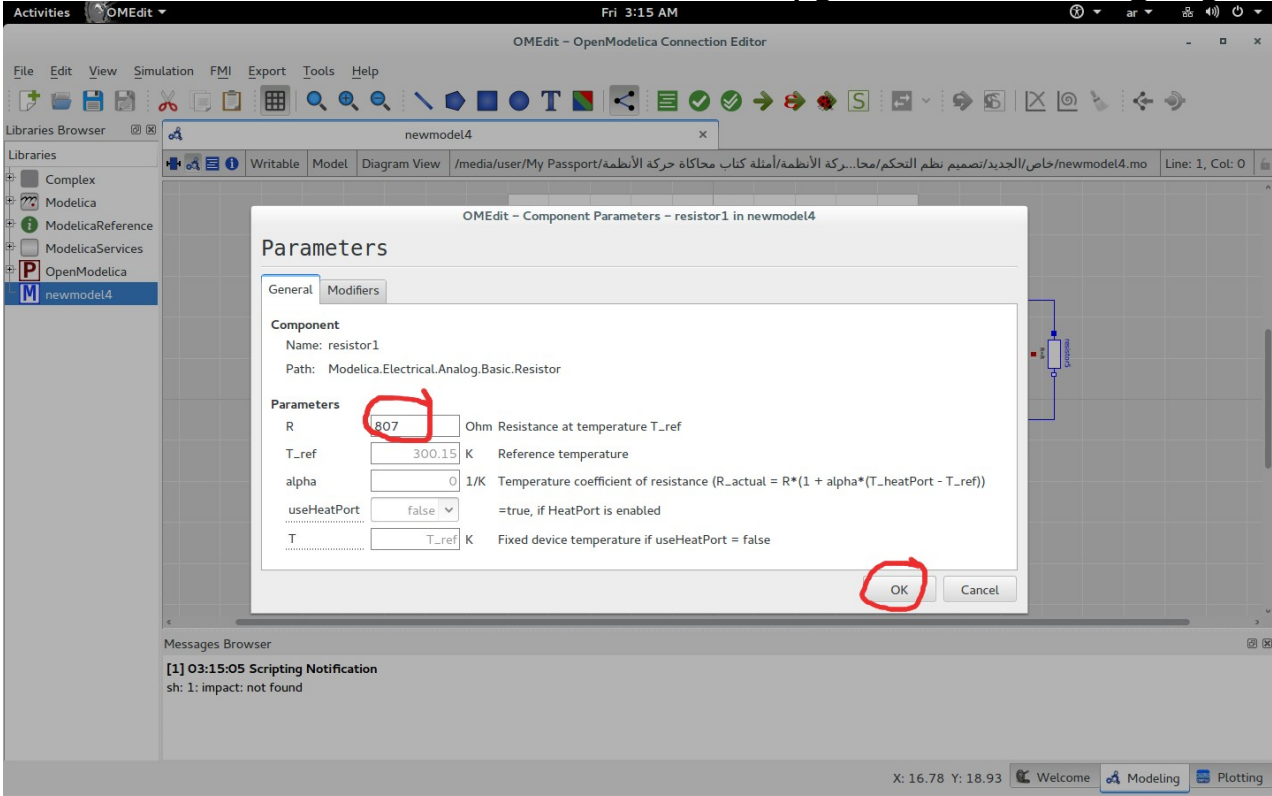 Activities OMEdit Fri 3:15 AM ar
OMEdit – OpenModelica Connection Editor
File Edit View Simulation FMI Export Tools Help
Libraries Browser
newmodel4
Libraries
Writable Model Diagram View /media/user/My Passport/خاص/الجديد/تصميم نظم التحكم/محا...ركة الأنظمة/أمثلة كتاب محاكاة حركة الأنظمة/newmodel4.mo Line: 1, Col: 0
Complex
Modelica
ModelicaReference
ModelicaServices
OpenModelica
newmodel4
OMEdit – Component Parameters – resistor1 in newmodel4
Parameters
General Modifiers
Component
Name: resistor1
Path: Modelica.Electrical.Analog.Basic.Resistor
Parameters
R 807 Ohm Resistance at temperature T_ref
T_ref 300.15 K Reference temperature
alpha 0 1/K Temperature coefficient of resistance (R_actual = R*(1 + alpha*(T_heatPort - T_ref))
useHeatPort false =true, if HeatPort is enabled
T T_ref K Fixed device temperature if useHeatPort = false
OK Cancel
Messages Browser
[1] 03:15:05 Scripting Notification
sh: 1: impact: not found
X: 16.78 Y: 18.93 Welcome Modeling Plotting